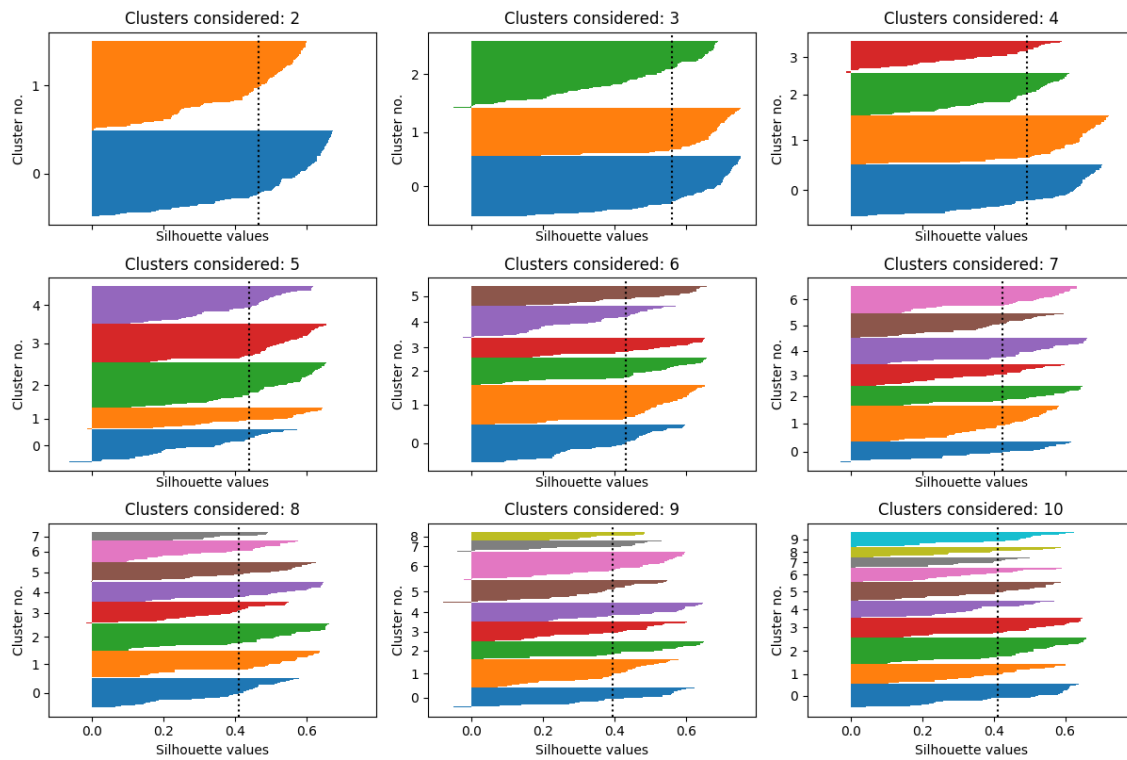 Clusters considered: 2
Clusters considered: 3
Clusters considered: 4
Cluster no.
1
0
Silhouette values
Cluster no.
2
1
0
Silhouette values
Cluster no.
3
2
1
0
Silhouette values
Clusters considered: 5
Clusters considered: 6
Clusters considered: 7
Cluster no.
4
3
2
1
0
Silhouette values
Cluster no.
5
4
3
2
1
0
Silhouette values
Cluster no.
6
5
4
3
2
1
0
Silhouette values
Clusters considered: 8
Clusters considered: 9
Clusters considered: 10
Cluster no.
7
6
5
4
3
2
1
0
0.0 0.2 0.4 0.6
Silhouette values
Cluster no.
8
7
6
5
4
3
2
1
0
0.0 0.2 0.4 0.6
Silhouette values
Cluster no.
9
8
7
6
5
4
3
2
1
0
0.0 0.2 0.4 0.6
Silhouette values